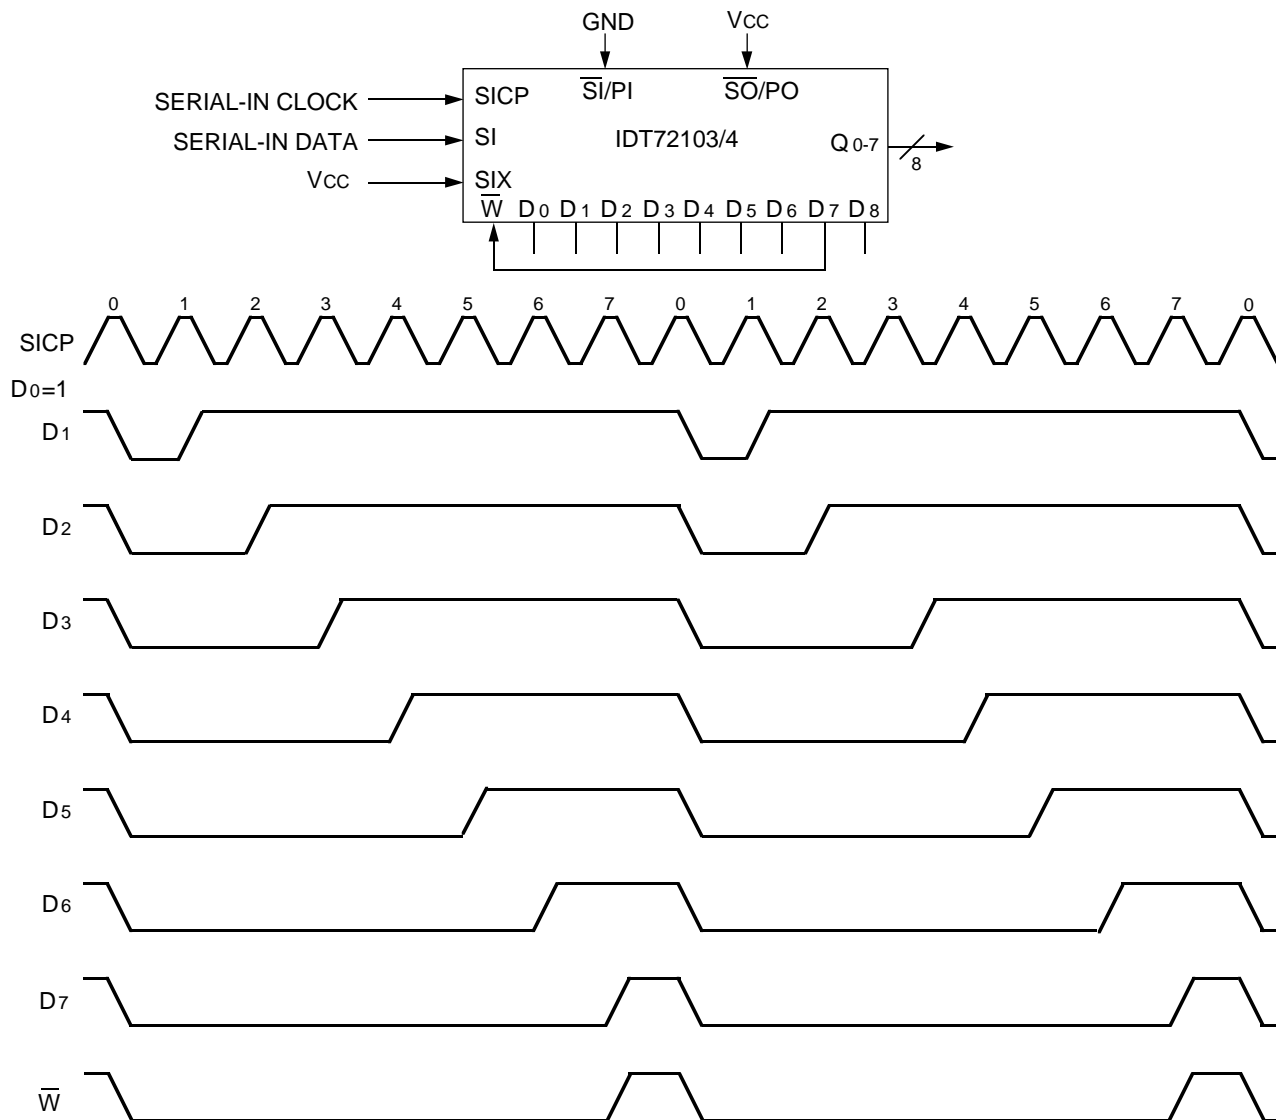 GND VCC
SERIAL-IN CLOCK SICP SI/PI SO/PO
SERIAL-IN DATA SI IDT72103/4 Q 0-7 8
VCC SIX
W D0 D1 D2 D3 D4 D5 D6 D7 D8
0 1 2 3 4 5 6 7 0 1 2 3 4 5 6 7 0
SICP
D0=1
D1
D2
D3
D4
D5
D6
D7
W